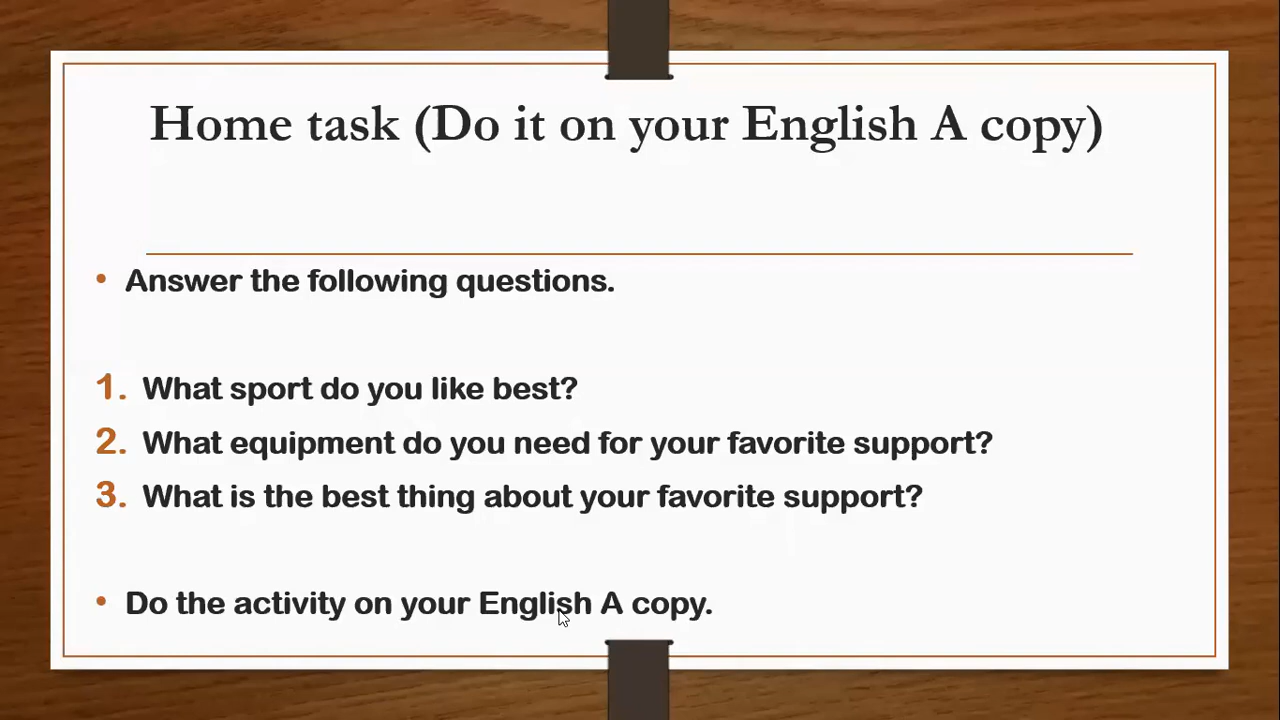 Home task (Do it on your English A copy)
• Answer the following questions.
1. What sport do you like best?
2. What equipment do you need for your favorite support?
3. What is the best thing about your favorite support?
• Do the activity on your English A copy.